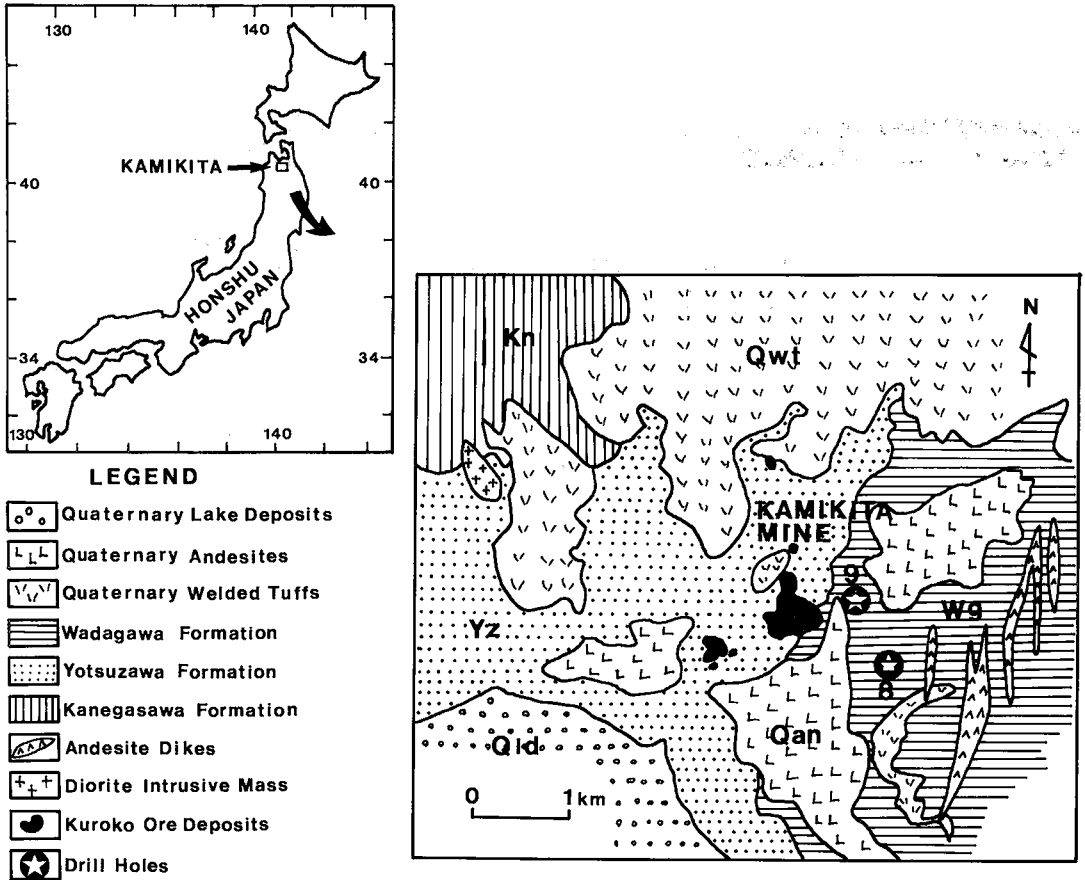 130
140
KAMIKITA
40
40
HONSHU
JAPAN
34
34
130
140
LEGEND
Quaternary Lake Deposits
Quaternary Andesites
Quaternary Welded Tuffs
Wadagawa Formation
Yotsuzawa Formation
Kanegasawa Formation
Andesite Dikes
Diorite Intrusive Mass
Kuroko Ore Deposits
Drill Holes
N
Kn
Qwt
KAMIKITA
MINE
9
Wg
Yz
8
Qld
Qan
0
1km